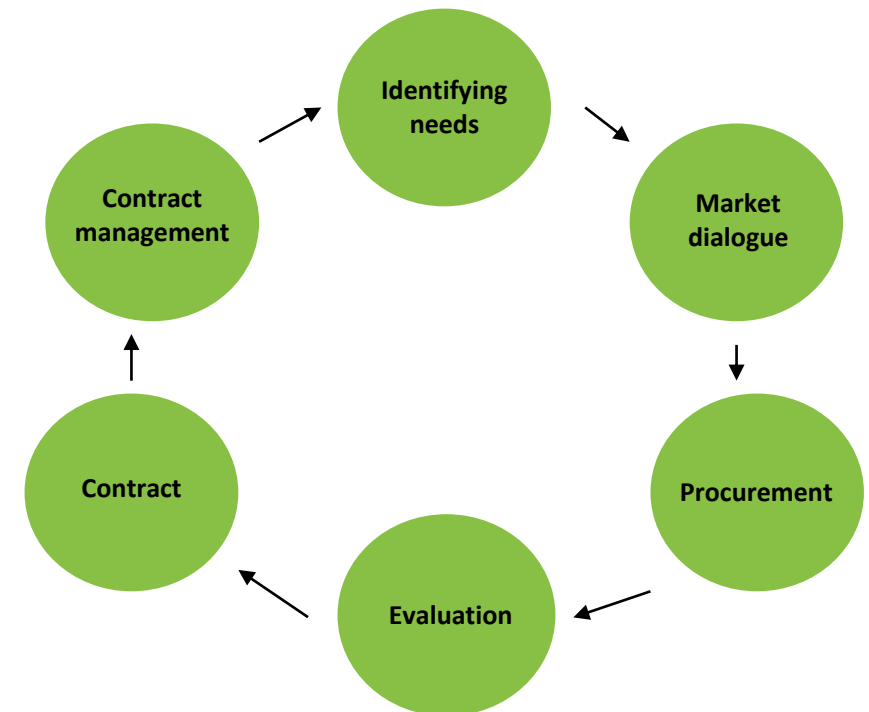 Identifying
needs
Market
dialogue
Procurement
Evaluation
Contract
Contract
management